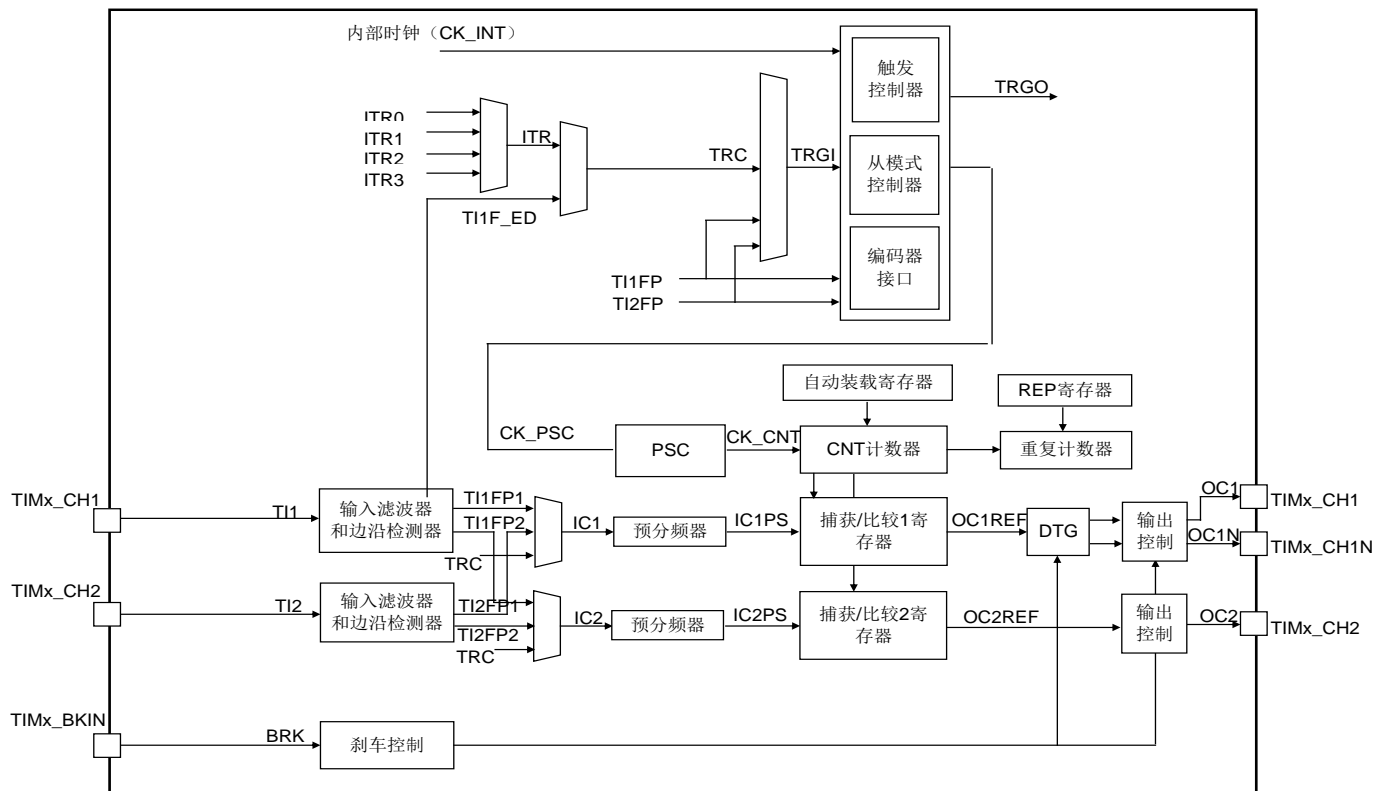 内部时钟（CK_INT）
触发
控制器
TRGO
ITR0
ITR1
ITR2
ITR3
ITR
TRC
TRGI
从模式
控制器
TI1F_ED
编码器
接口
TI1FP
TI2FP
自动装载寄存器
REP寄存器
CK_PSC
PSC
CK_CNT
CNT计数器
重复计数器
TIMx_CH1
TI1
输入滤波器
和边沿检测器
TI1FP1
TI1FP2
TRC
IC1
预分频器
IC1PS
捕获/比较1寄
存器
OC1REF
DTG
输出
控制
OC1
OC1N
TIMx_CH1
TIMx_CH1N
TIMx_CH2
TI2
输入滤波器
和边沿检测器
TI2FP1
TI2FP2
TRC
IC2
预分频器
IC2PS
捕获/比较2寄
存器
OC2REF
输出
控制
OC2
TIMx_CH2
TIMx_BKIN
BRK
刹车控制